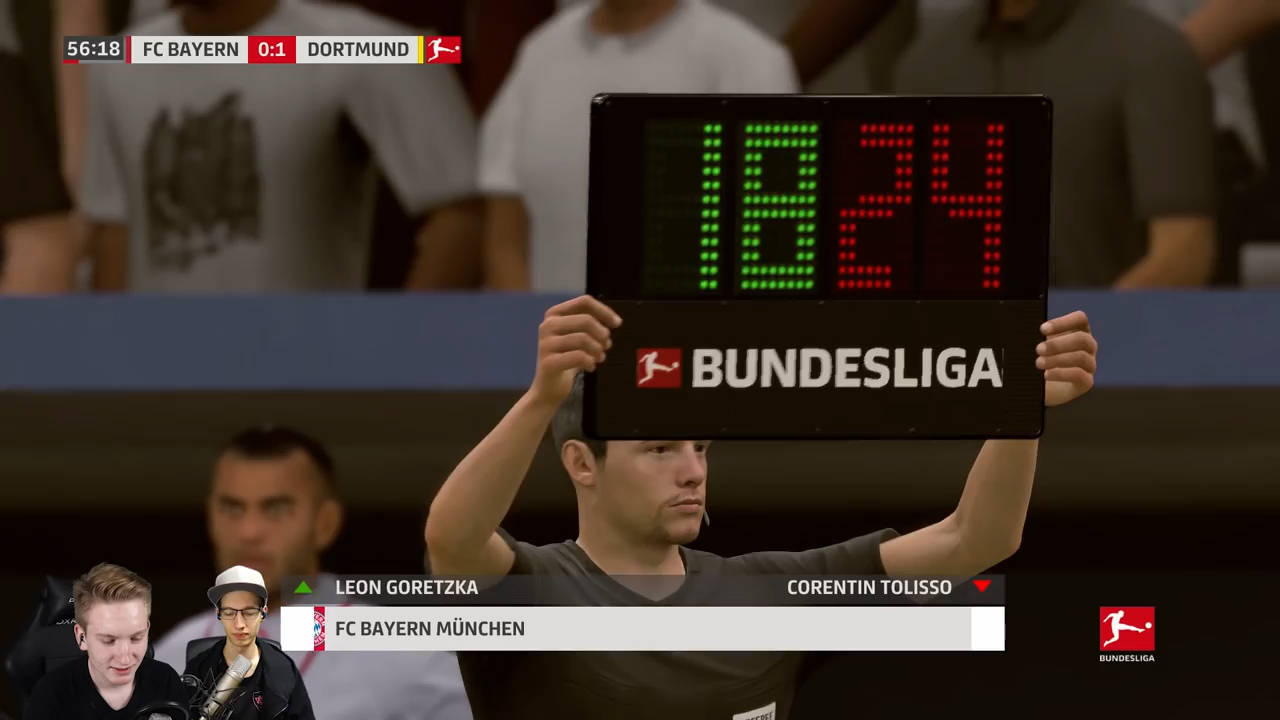 56:18 FC BAYERN 0:1 DORTMUND
18 24
BUNDESLIGA
LEON GORETZKA CORENTIN TOLISSO
FC BAYERN MÜNCHEN
BUNDESLIGA